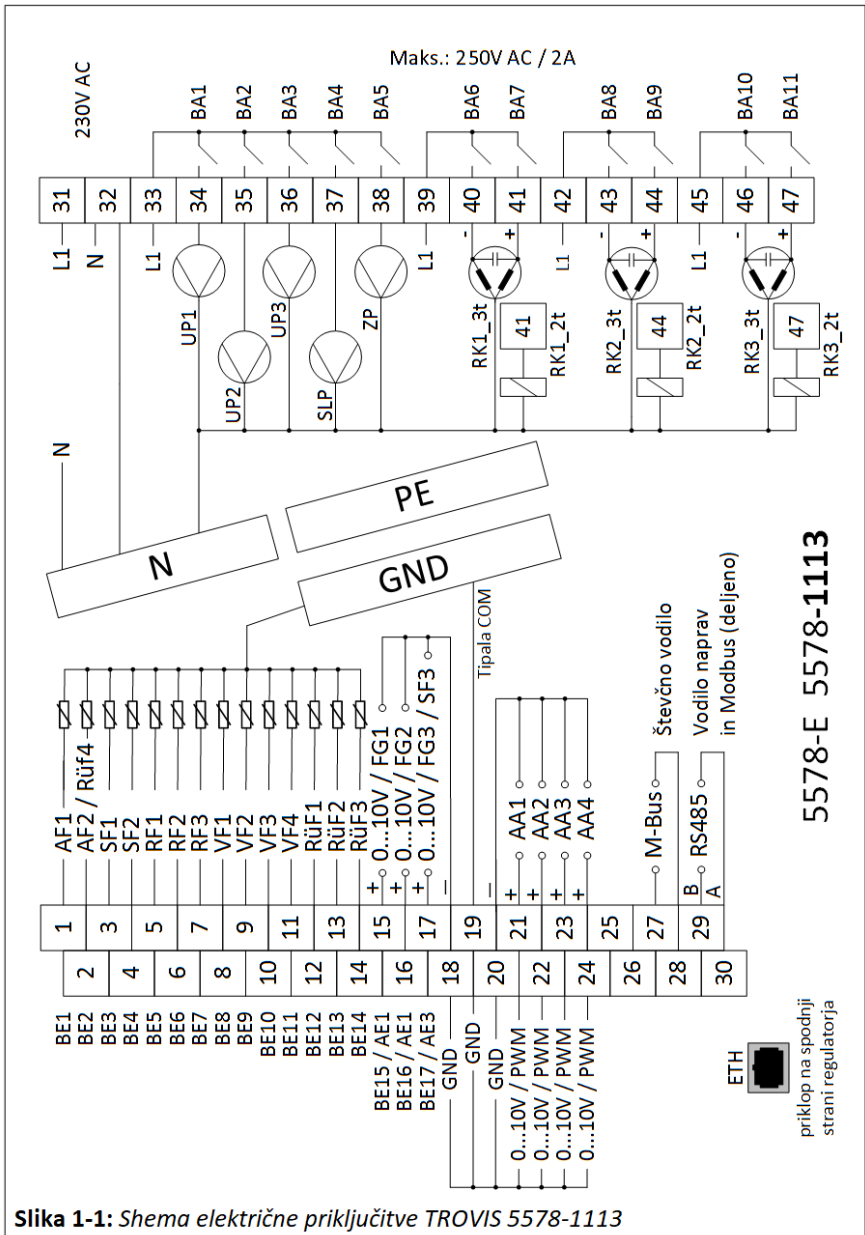 Maks.: 250V AC / 2A
230V AC
BA1
BA2
BA3
BA4
BA5
BA6
BA7
BA8
BA9
BA10
BA11
31
32
33
34
35
36
37
38
39
40
41
42
43
44
45
46
47
L1
N
L1
L1
-
+
L1
-
+
L1
-
+
UP1
UP2
UP3
SLP
ZP
RK1_3t
41
RK1_2t
RK2_3t
44
RK2_2t
RK3_3t
47
RK3_2t
N
N
PE
GND
Tipala COM
AF1
AF2 / Rüf4
SF1
SF2
RF1
RF2
RF3
VF1
VF2
VF3
VF4
RüF1
RüF2
RüF3
+ 0...10V / FG1
+ 0...10V / FG2
+ 0...10V / FG3 / SF3
–
–
+ AA1
+ AA2
+ AA3
+ AA4
M-Bus
Števčno vodilo
B
A
RS485
Vodilo naprav
in Modbus (deljeno)
5578-E 5578-1113
1
2
3
4
5
6
7
8
9
10
11
12
13
14
15
16
17
18
19
20
21
22
23
24
25
26
27
28
29
30
BE1
BE2
BE3
BE4
BE5
BE6
BE7
BE8
BE9
BE10
BE11
BE12
BE13
BE14
BE15 / AE1
BE16 / AE1
BE17 / AE3
GND
GND
GND
0...10V / PWM
0...10V / PWM
0...10V / PWM
0...10V / PWM
ETH
priklop na spodnji
strani regulatorja
Slika 1-1: Shema električne priključitve TROVIS 5578-1113